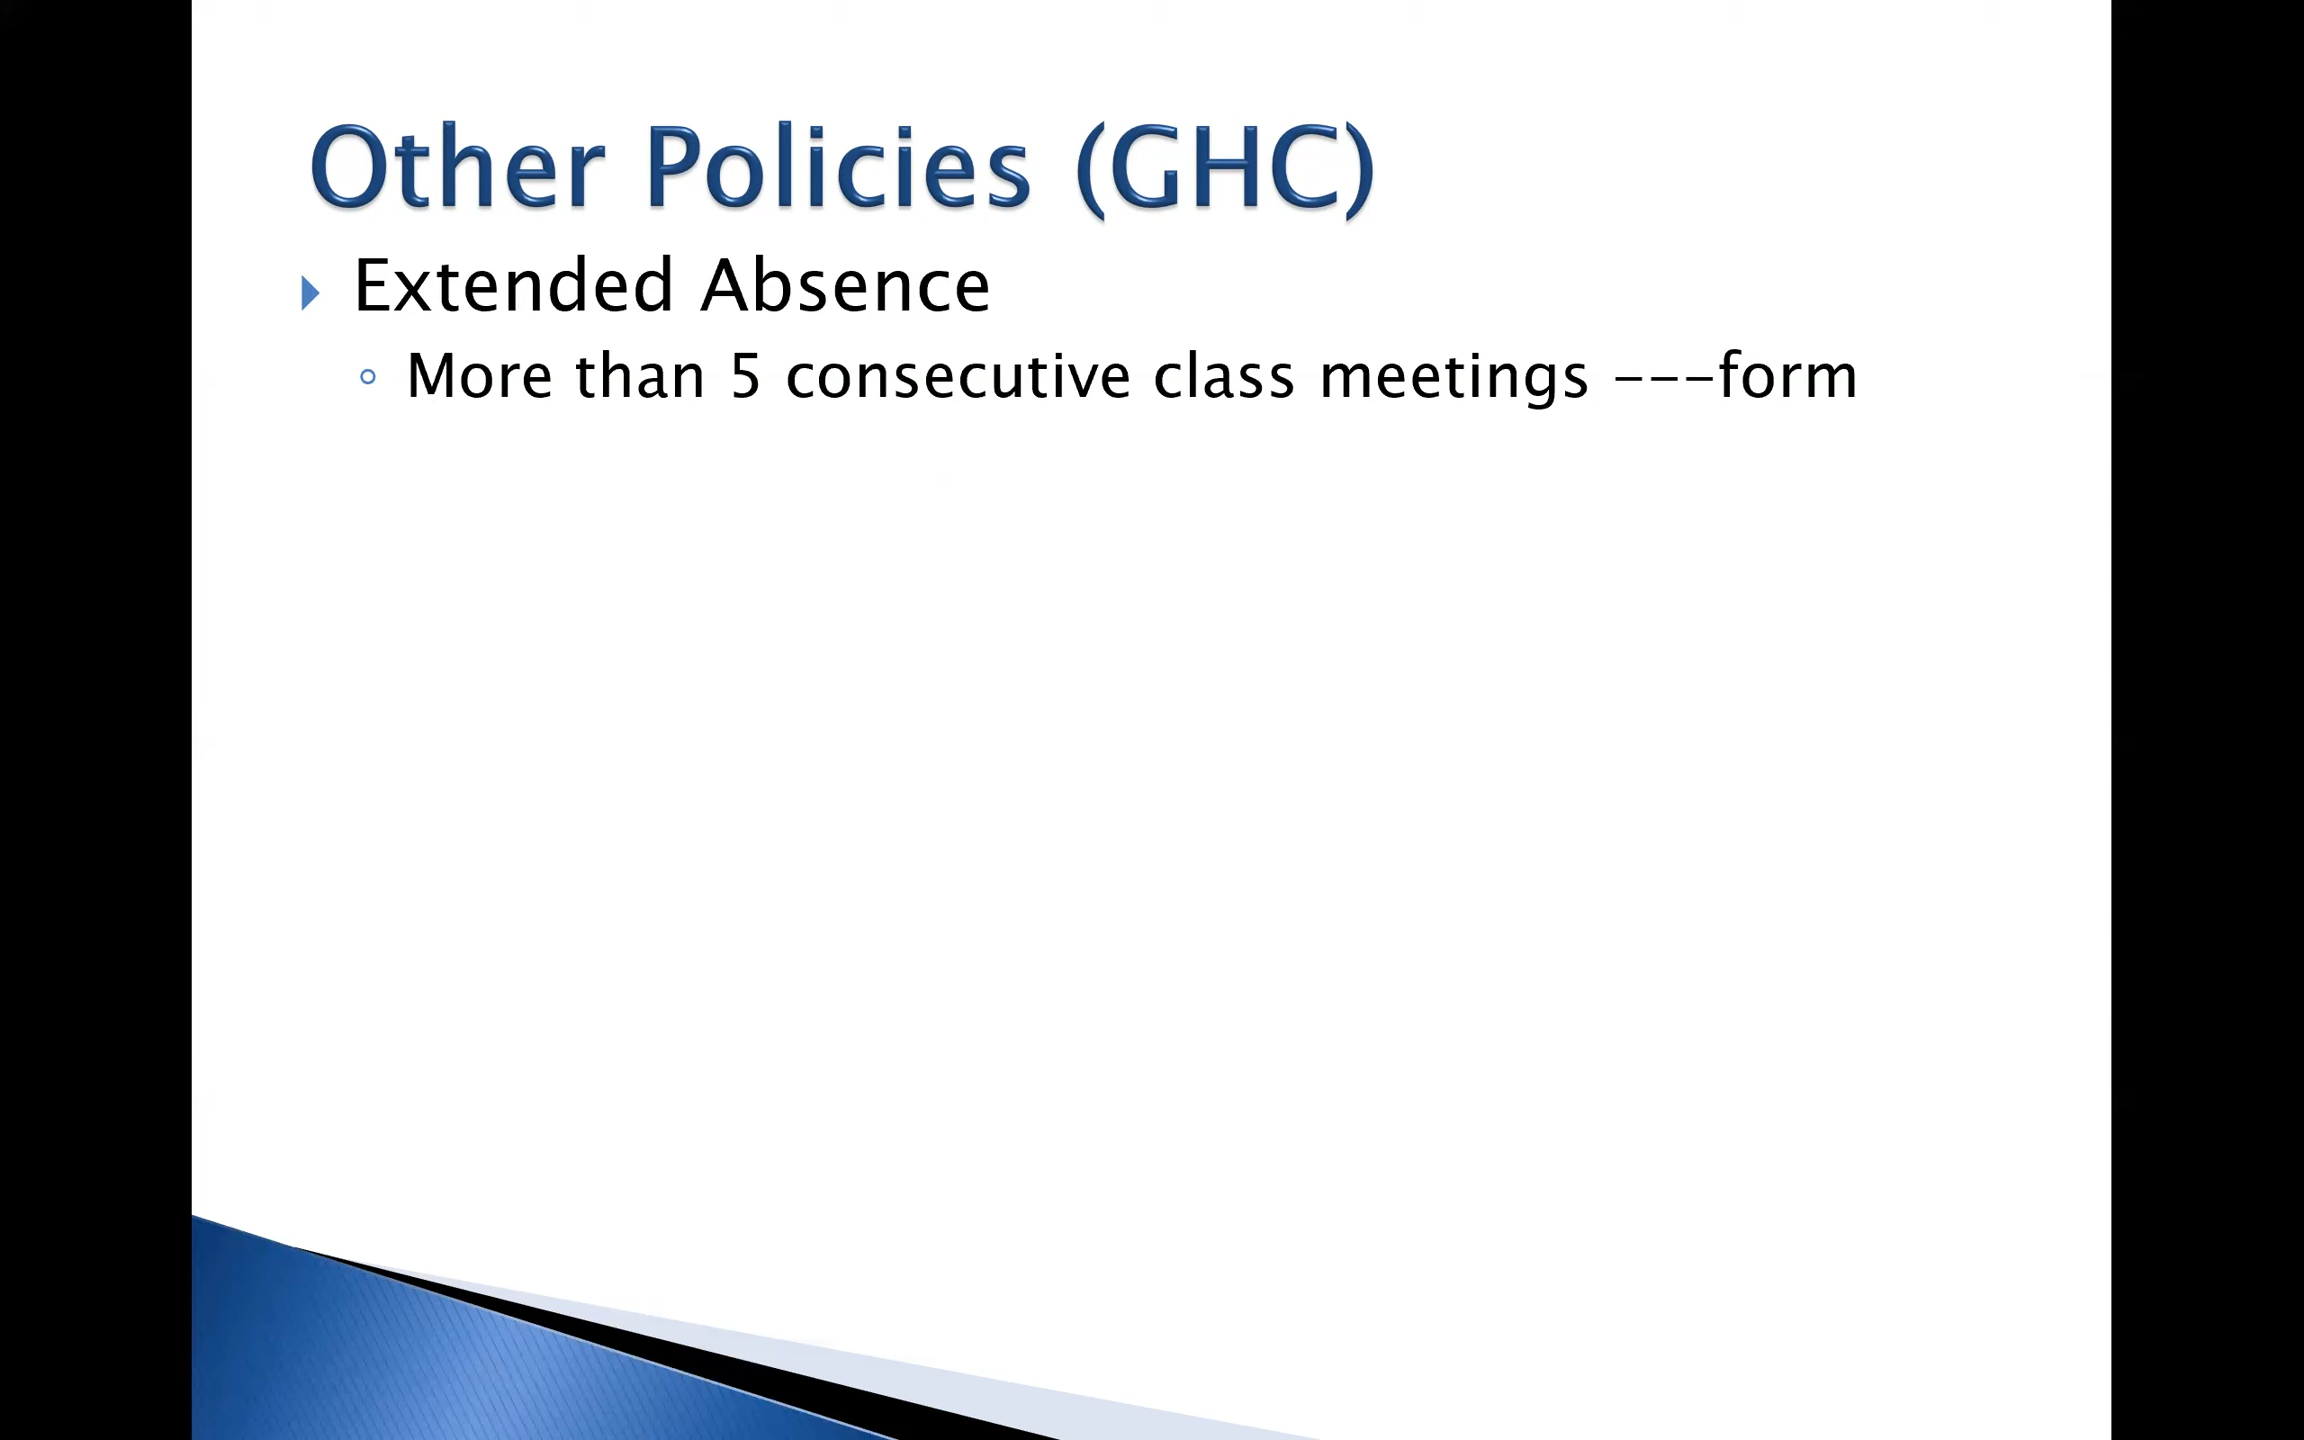 Other Policies (GHC)
Extended Absence
More than 5 consecutive class meetings ---form